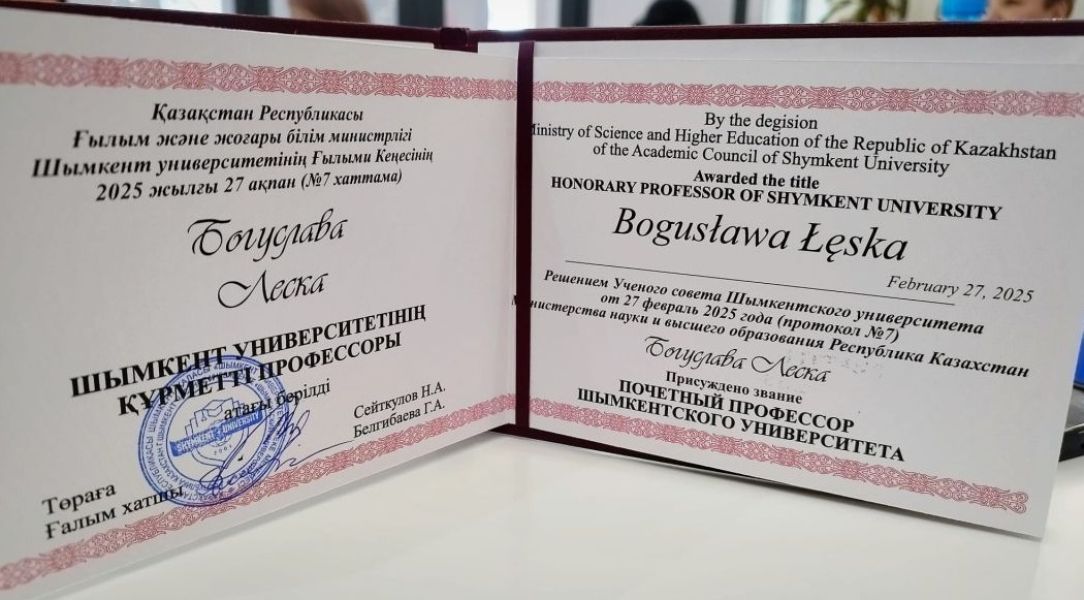 Қазақстан Республикасы
Ғылым және жоғары білім министрлігі
Шымкент университетінің Ғылыми Кеңесінің
2025 жылғы 27 ақпан (№7 хаттама)
Богуслава
Леска
ШЫМКЕНТ УНИВЕРСИТЕТІНІҢ
ҚҰРМЕТТІ ПРОФЕССОРЫ
атағы берілді
Сейткулов Н.А.
Белгибаева Г.А.
Төраға
Ғалым хатшы
SHYMKENT UNIVERSITY
By the degision
Ministry of Science and Higher Education of the Republic of Kazakhstan
of the Academic Council of Shymkent University
Awarded the title
HONORARY PROFESSOR OF SHYMKENT UNIVERSITY
Bogusława Łęska
February 27, 2025
Решением Ученого совета Шымкентского университета
от 27 февраль 2025 года (протокол №7)
Министерства науки и высшего образования Республика Казахстан
Богуслава Леска
Присуждено звание
ПОЧЕТНЫЙ ПРОФЕССОР
ШЫМКЕНТСКОГО УНИВЕРСИТЕТА